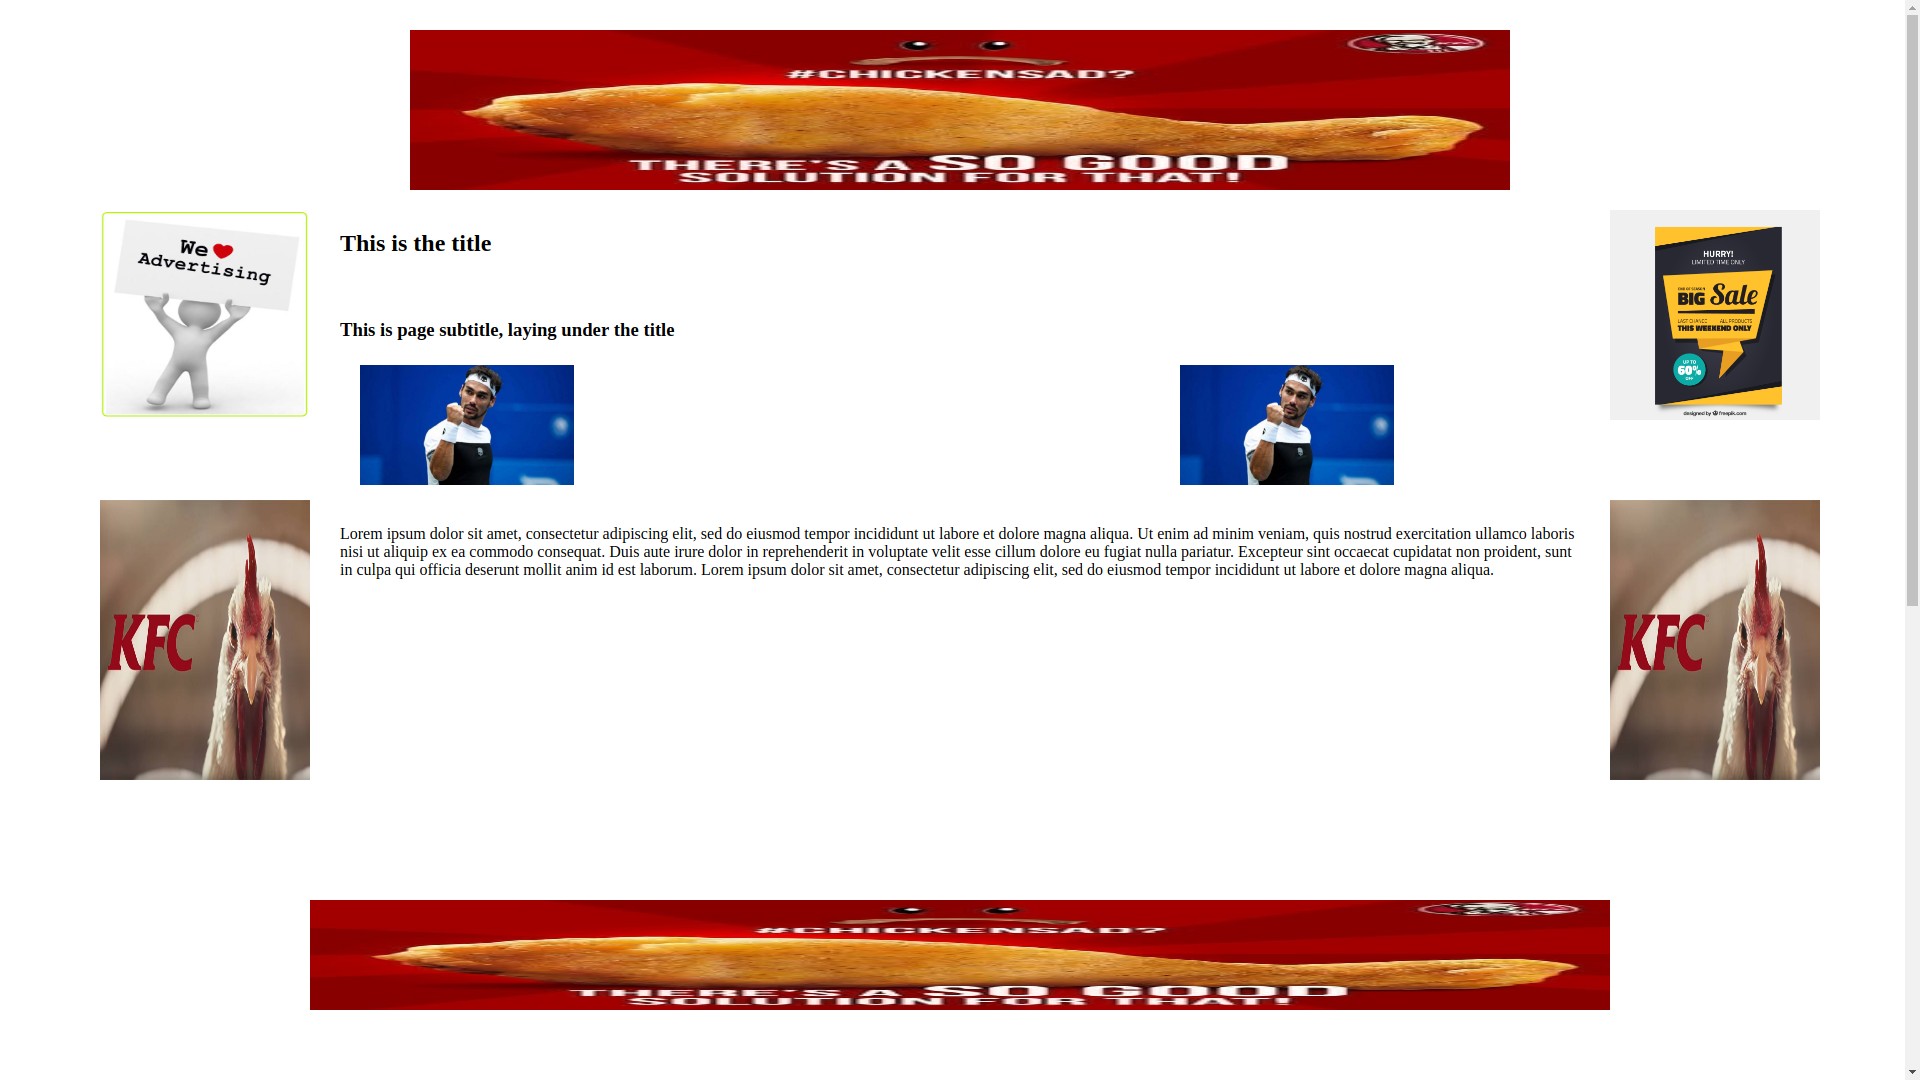 #CHICKENSAD?
THERE'S A SO GOOD
SOLUTION FOR THAT!
We
Advertising
This is the title
This is page subtitle, laying under the title
HURRY!
LIMITED TIME ONLY
END OF SEASON
BIG Sale
LAST CHANCE ALL PRODUCTS
THIS WEEKEND ONLY
UP TO
60%
OFF
designed by freepik.com
KFC
Lorem ipsum dolor sit amet, consectetur adipiscing elit, sed do eiusmod tempor incididunt ut labore et dolore magna aliqua. Ut enim ad minim veniam, quis nostrud exercitation ullamco laboris
nisi ut aliquip ex ea commodo consequat. Duis aute irure dolor in reprehenderit in voluptate velit esse cillum dolore eu fugiat nulla pariatur. Excepteur sint occaecat cupidatat non proident, sunt
in culpa qui officia deserunt mollit anim id est laborum. Lorem ipsum dolor sit amet, consectetur adipiscing elit, sed do eiusmod tempor incididunt ut labore et dolore magna aliqua.
KFC
#CHICKENSAD?
THERE'S A SO GOOD
SOLUTION FOR THAT!